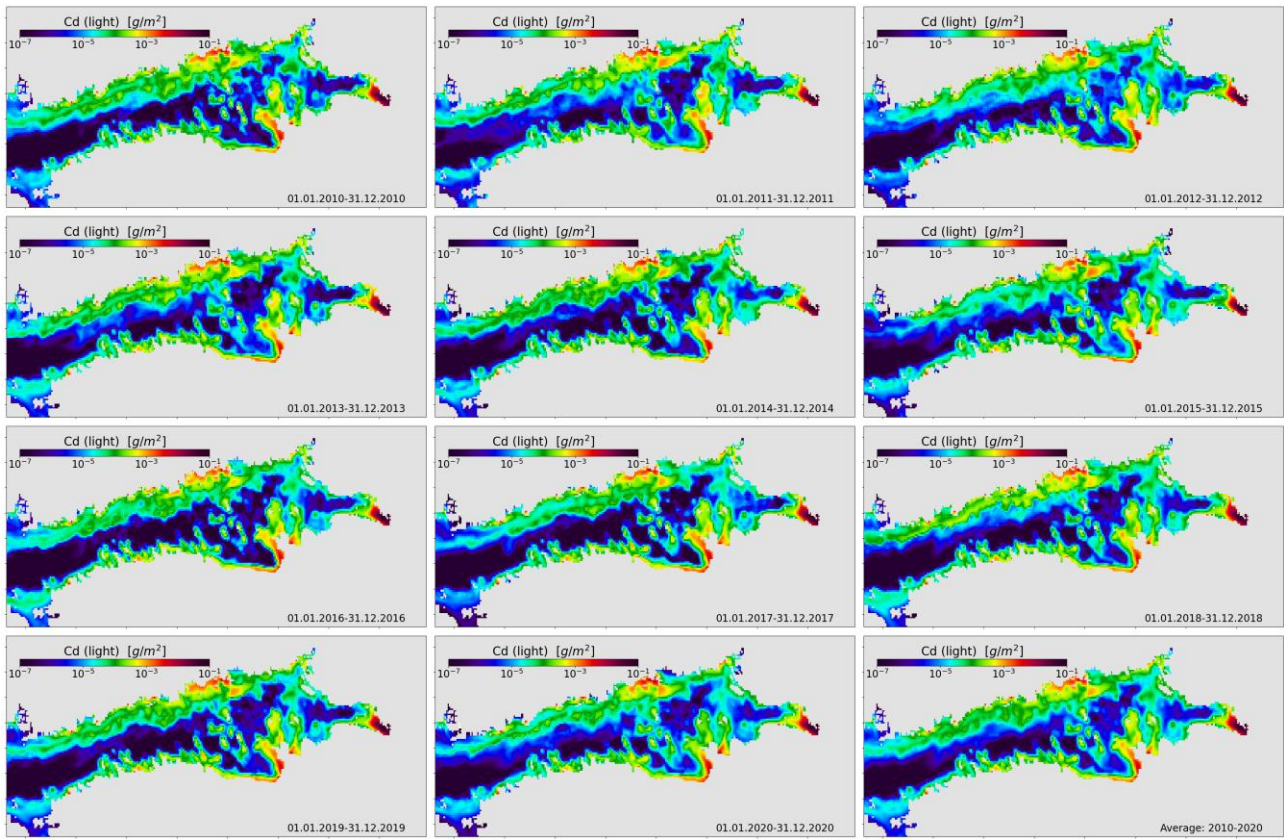 Cd (light) [g/m²]
10⁻⁷ 10⁻⁵ 10⁻³ 10⁻¹
01.01.2010-31.12.2010
Cd (light) [g/m²]
10⁻⁷ 10⁻⁵ 10⁻³ 10⁻¹
01.01.2011-31.12.2011
Cd (light) [g/m²]
10⁻⁷ 10⁻⁵ 10⁻³ 10⁻¹
01.01.2012-31.12.2012
Cd (light) [g/m²]
10⁻⁷ 10⁻⁵ 10⁻³ 10⁻¹
01.01.2013-31.12.2013
Cd (light) [g/m²]
10⁻⁷ 10⁻⁵ 10⁻³ 10⁻¹
01.01.2014-31.12.2014
Cd (light) [g/m²]
10⁻⁷ 10⁻⁵ 10⁻³ 10⁻¹
01.01.2015-31.12.2015
Cd (light) [g/m²]
10⁻⁷ 10⁻⁵ 10⁻³ 10⁻¹
01.01.2016-31.12.2016
Cd (light) [g/m²]
10⁻⁷ 10⁻⁵ 10⁻³ 10⁻¹
01.01.2017-31.12.2017
Cd (light) [g/m²]
10⁻⁷ 10⁻⁵ 10⁻³ 10⁻¹
01.01.2018-31.12.2018
Cd (light) [g/m²]
10⁻⁷ 10⁻⁵ 10⁻³ 10⁻¹
01.01.2019-31.12.2019
Cd (light) [g/m²]
10⁻⁷ 10⁻⁵ 10⁻³ 10⁻¹
01.01.2020-31.12.2020
Cd (light) [g/m²]
10⁻⁷ 10⁻⁵ 10⁻³ 10⁻¹
Average: 2010-2020